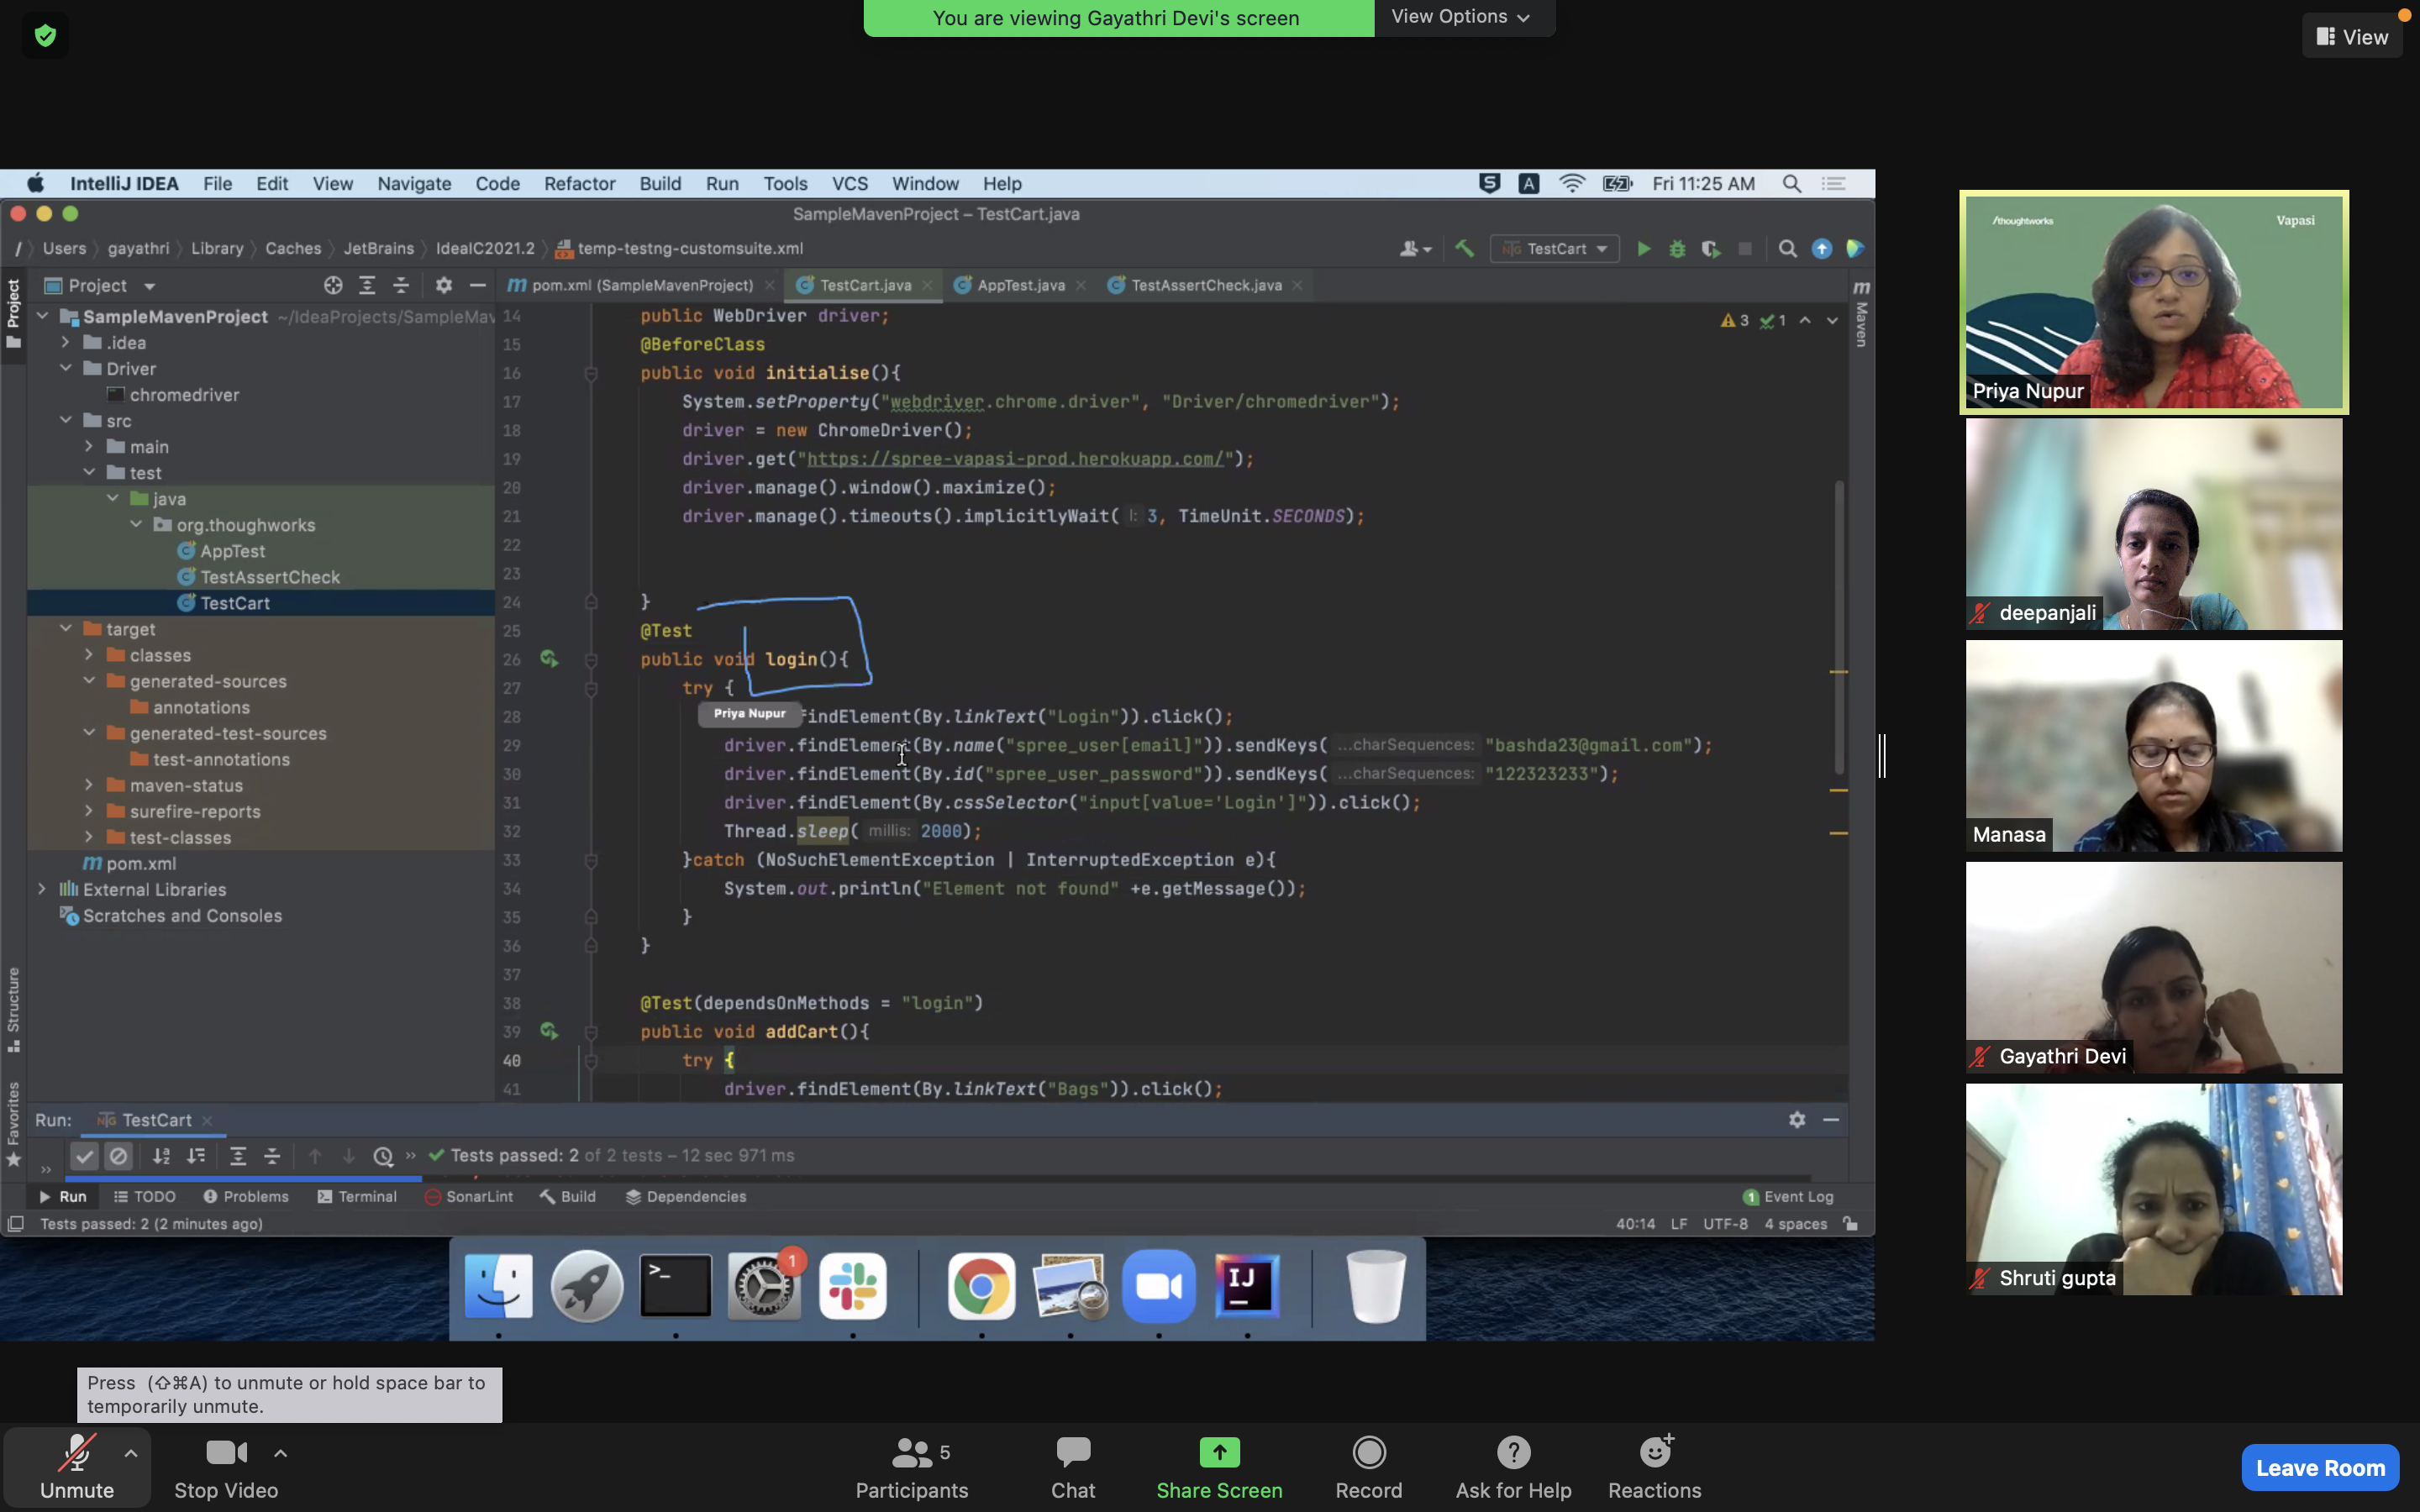 You are viewing Gayathri Devi's screen
View Options
View
IntelliJ IDEA File Edit View Navigate Code Refactor Build Run Tools VCS Window Help
Fri 11:25 AM
SampleMavenProject – TestCart.java
/ Users gayathri Library Caches JetBrains IdeaIC2021.2 temp-testng-customsuite.xml
TestCart
Project
pom.xml (SampleMavenProject)
TestCart.java
AppTest.java
TestAssertCheck.java
Project
Maven
SampleMavenProject ~/IdeaProjects/SampleMav
.idea
Driver
chromedriver
src
main
test
java
org.thoughworks
AppTest
TestAssertCheck
TestCart
target
classes
generated-sources
annotations
generated-test-sources
test-annotations
maven-status
surefire-reports
test-classes
pom.xml
External Libraries
Scratches and Consoles
Structure
Favorites
3 1
14 public WebDriver driver;
15 @BeforeClass
16 public void initialise(){
17 System.setProperty("webdriver.chrome.driver", "Driver/chromedriver");
18 driver = new ChromeDriver();
19 driver.get("https://spree-vapasi-prod.herokuapp.com/");
20 driver.manage().window().maximize();
21 driver.manage().timeouts().implicitlyWait( l: 3, TimeUnit.SECONDS);
22
23
24 }
25 @Test
26 public void login(){
27 try {
28 findElement(By.linkText("Login")).click();
Priya Nupur
29 driver.findElement(By.name("spree_user[email]")).sendKeys( ...charSequences: "bashda23@gmail.com");
30 driver.findElement(By.id("spree_user_password")).sendKeys( ...charSequences: "122323233");
31 driver.findElement(By.cssSelector("input[value='Login']")).click();
32 Thread.sleep( millis: 2000);
33 }catch (NoSuchElementException | InterruptedException e){
34 System.out.println("Element not found" +e.getMessage());
35 }
36 }
37
38 @Test(dependsOnMethods = "login")
39 public void addCart(){
40 try {
41 driver.findElement(By.linkText("Bags")).click();
Run: TestCart
Tests passed: 2 of 2 tests – 12 sec 971 ms
Run TODO Problems Terminal SonarLint Build Dependencies
1 Event Log
Tests passed: 2 (2 minutes ago)
40:14 LF UTF-8 4 spaces
1
IJ
/thoughtworks
Vapasi
Priya Nupur
deepanjali
Manasa
Gayathri Devi
Shruti gupta
Press (⇧⌘A) to unmute or hold space bar to
temporarily unmute.
Unmute
Stop Video
Participants
5
Chat
Share Screen
Record
Ask for Help
Reactions
Leave Room